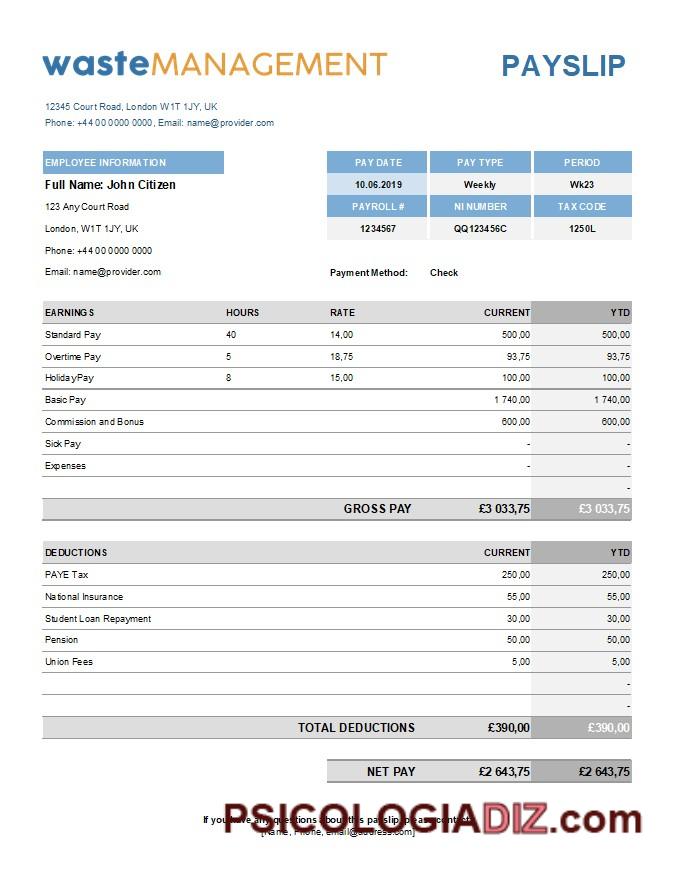 wasteMANAGEMENT PAYSLIP
12345 Court Road, London W1T 1JY, UK
Phone: +44 00 0000 0000, Email: name@provider.com
EMPLOYEE INFORMATION PAY DATE PAY TYPE PERIOD
Full Name: John Citizen 10.06.2019 Weekly Wk23
123 Any Court Road PAYROLL # NI NUMBER TAX CODE
London, W1T 1JY, UK 1234567 QQ123456C 1250L
Phone: +44 00 0000 0000
Email: name@provider.com Payment Method: Check
EARNINGS HOURS RATE CURRENT YTD
Standard Pay 40 14,00 500,00 500,00
Overtime Pay 5 18,75 93,75 93,75
Holiday Pay 8 15,00 100,00 100,00
Basic Pay 1 740,00 1 740,00
Commission and Bonus 600,00 600,00
Sick Pay - -
Expenses - -
-
GROSS PAY £3 033,75 £3 033,75
DEDUCTIONS CURRENT YTD
PAYE Tax 250,00 250,00
National Insurance 55,00 55,00
Student Loan Repayment 30,00 30,00
Pension 50,00 50,00
Union Fees 5,00 5,00
-
-
TOTAL DEDUCTIONS £390,00 £390,00
NET PAY £2 643,75 £2 643,75
If you have any questions about this payslip, please contact:
[Name, Phone, email@address.com]
PSICOLOGIADIZ.com